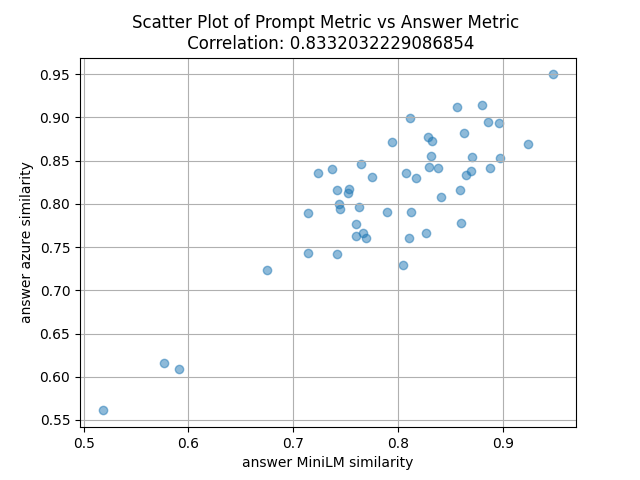 Scatter Plot of Prompt Metric vs Answer Metric
Correlation: 0.8332032229086854
0.95
0.90
0.85
0.80
0.75
0.70
0.65
0.60
0.55
answer azure similarity
0.5 0.6 0.7 0.8 0.9
answer MiniLM similarity